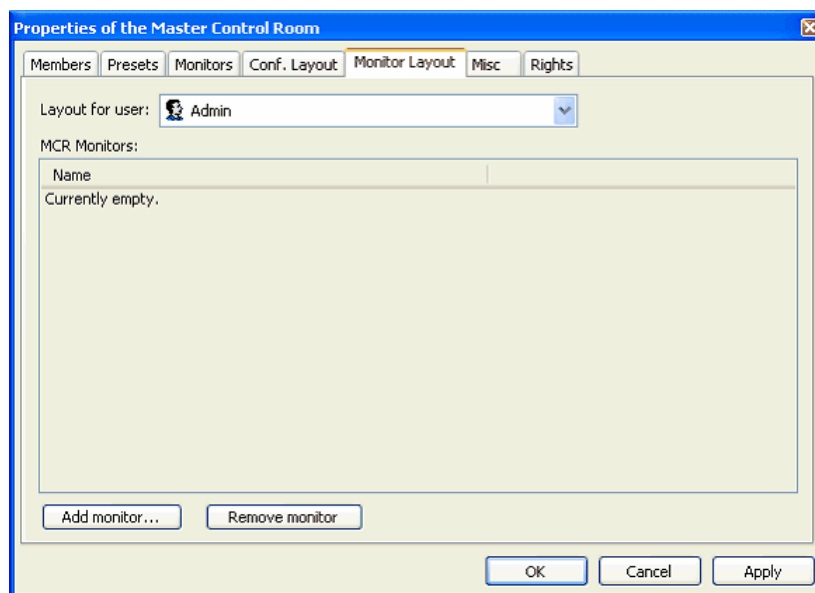 Properties of the Master Control Room
Members Presets Monitors Conf. Layout Monitor Layout Misc Rights
Layout for user: Admin
MCR Monitors:
Name
Currently empty.
Add monitor... Remove monitor
OK Cancel Apply